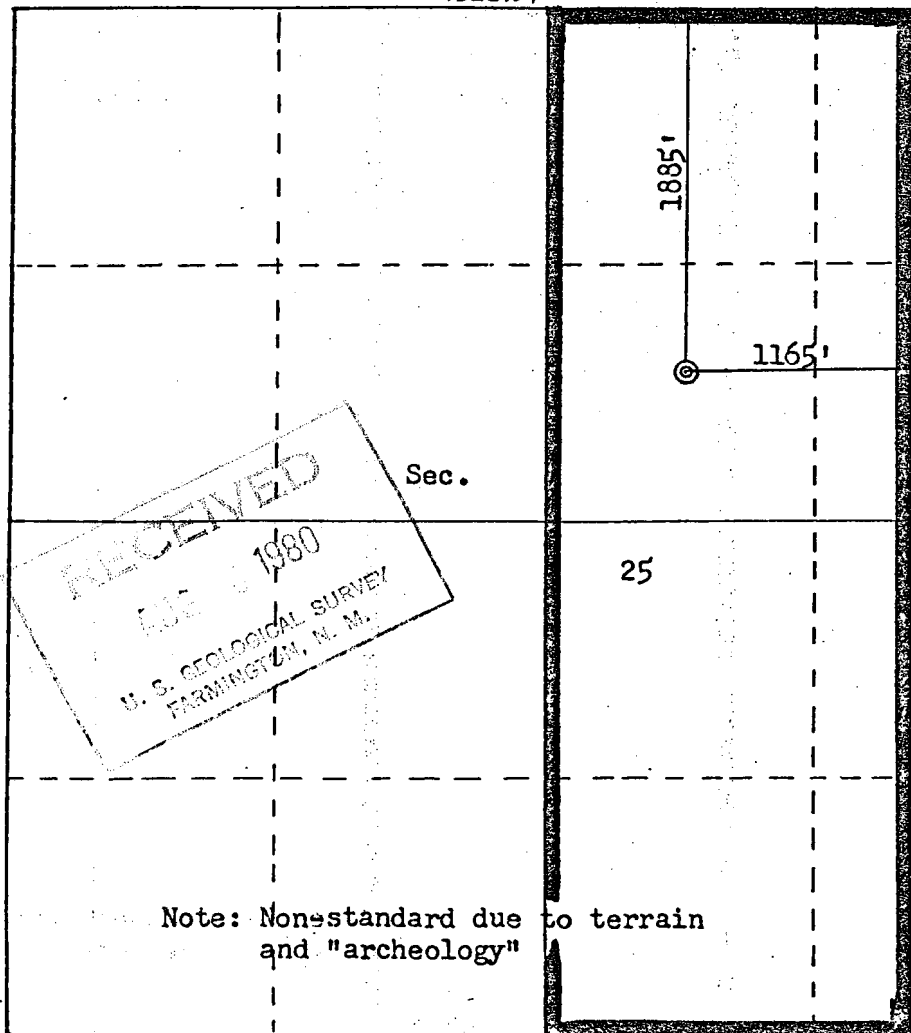 1885'
1165'
Sec.
RECEIVED
1980
U. S. GEOLOGICAL SURVEY
FARMINGTON, N. M.
25
Note: Nonstandard due to terrain
and "archeology"